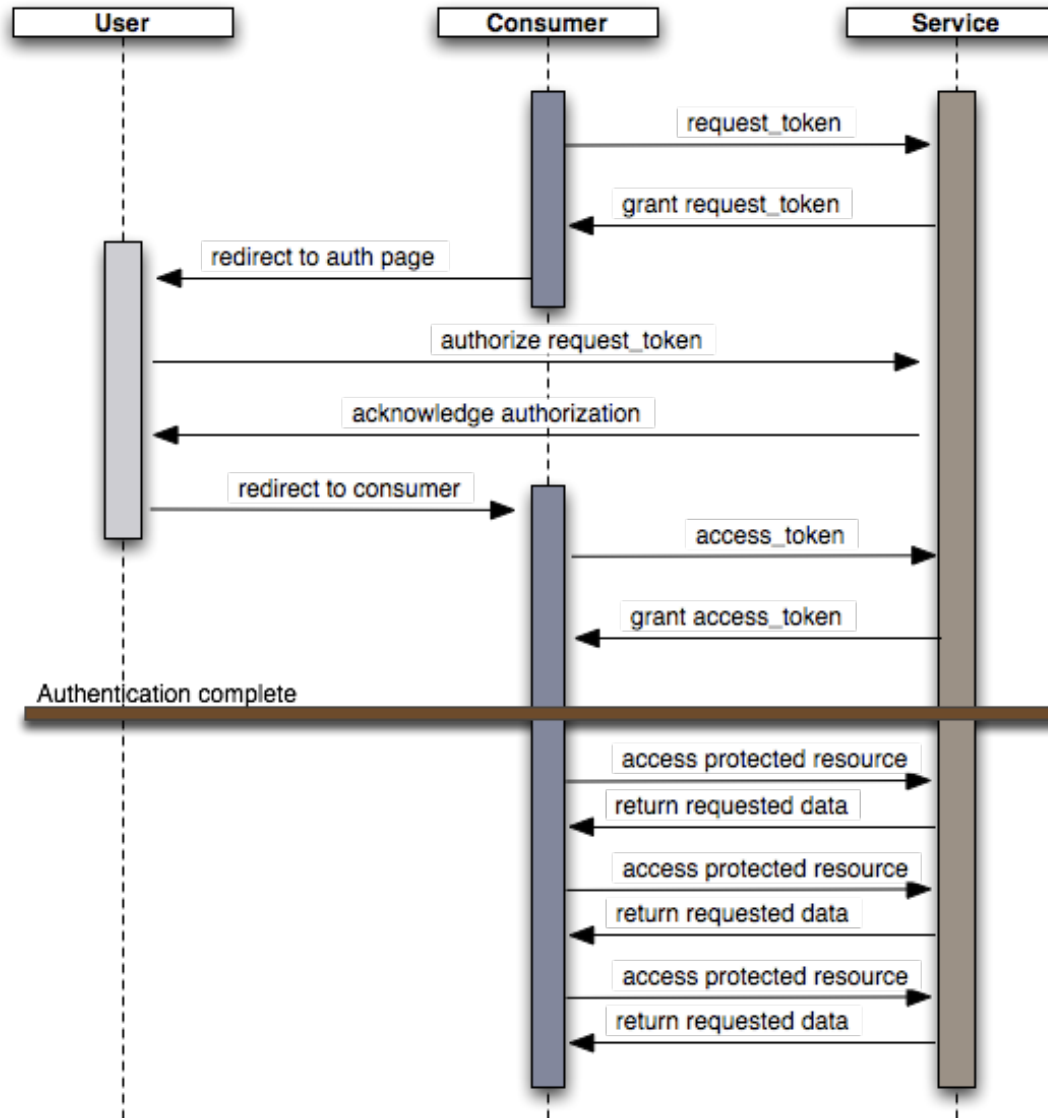 User
Consumer
Service
request_token
grant request_token
redirect to auth page
authorize request_token
acknowledge authorization
redirect to consumer
access_token
grant access_token
Authentication complete
access protected resource
return requested data
access protected resource
return requested data
access protected resource
return requested data